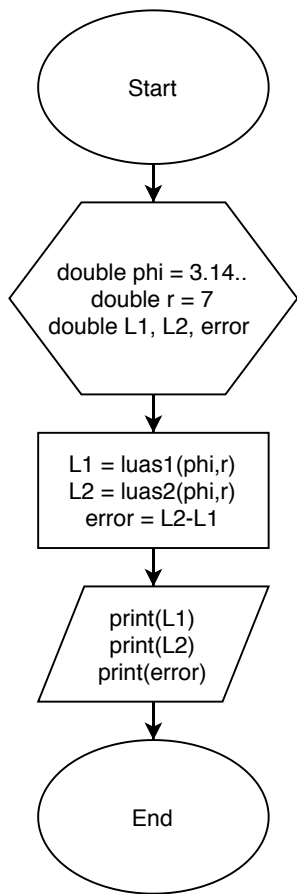 Start
double phi = 3.14..
double r = 7
double L1, L2, error
L1 = luas1(phi,r)
L2 = luas2(phi,r)
error = L2-L1
print(L1)
print(L2)
print(error)
End